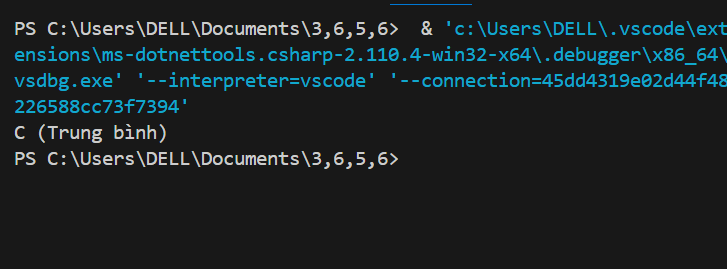 PS C:\Users\DELL\Documents\3,6,5,6>  & 'c:\Users\DELL\.vscode\ext
ensions\ms-dotnettools.csharp-2.110.4-win32-x64\.debugger\x86_64\
vsdbg.exe' '--interpreter=vscode' '--connection=45dd4319e02d44f48
226588cc73f7394'
C (Trung bình)
PS C:\Users\DELL\Documents\3,6,5,6>